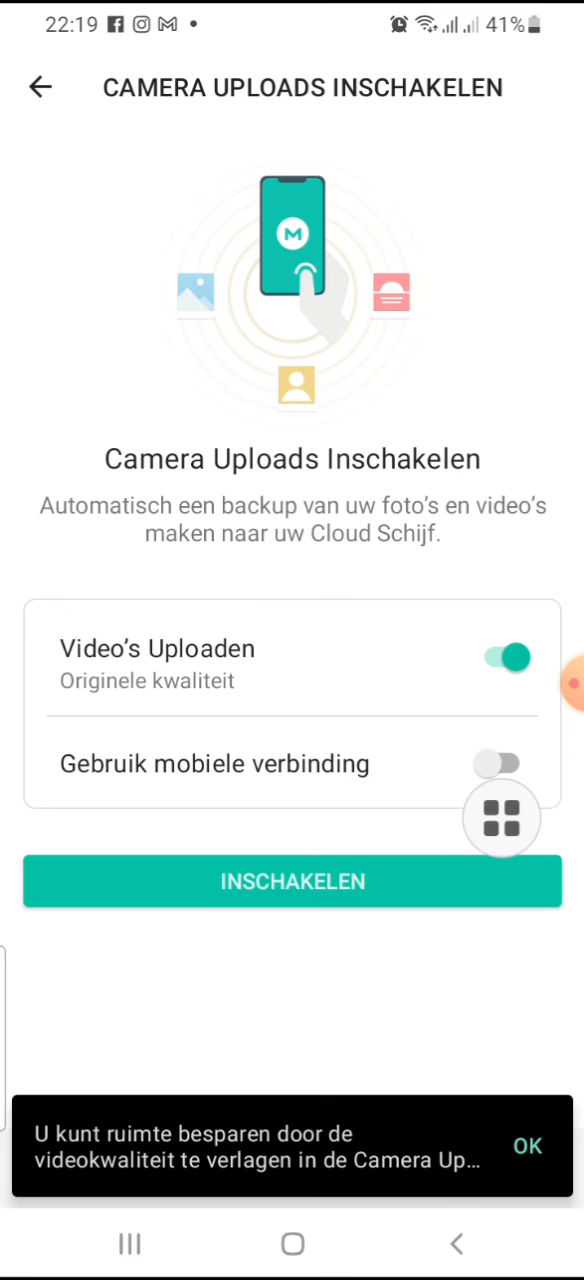 22:19 41%
CAMERA UPLOADS INSCHAKELEN
M
Camera Uploads Inschakelen
Automatisch een backup van uw foto's en video's
maken naar uw Cloud Schijf.
Video's Uploaden
Originele kwaliteit
Gebruik mobiele verbinding
INSCHAKELEN
U kunt ruimte besparen door de
videokwaliteit te verlagen in de Camera Up...
OK